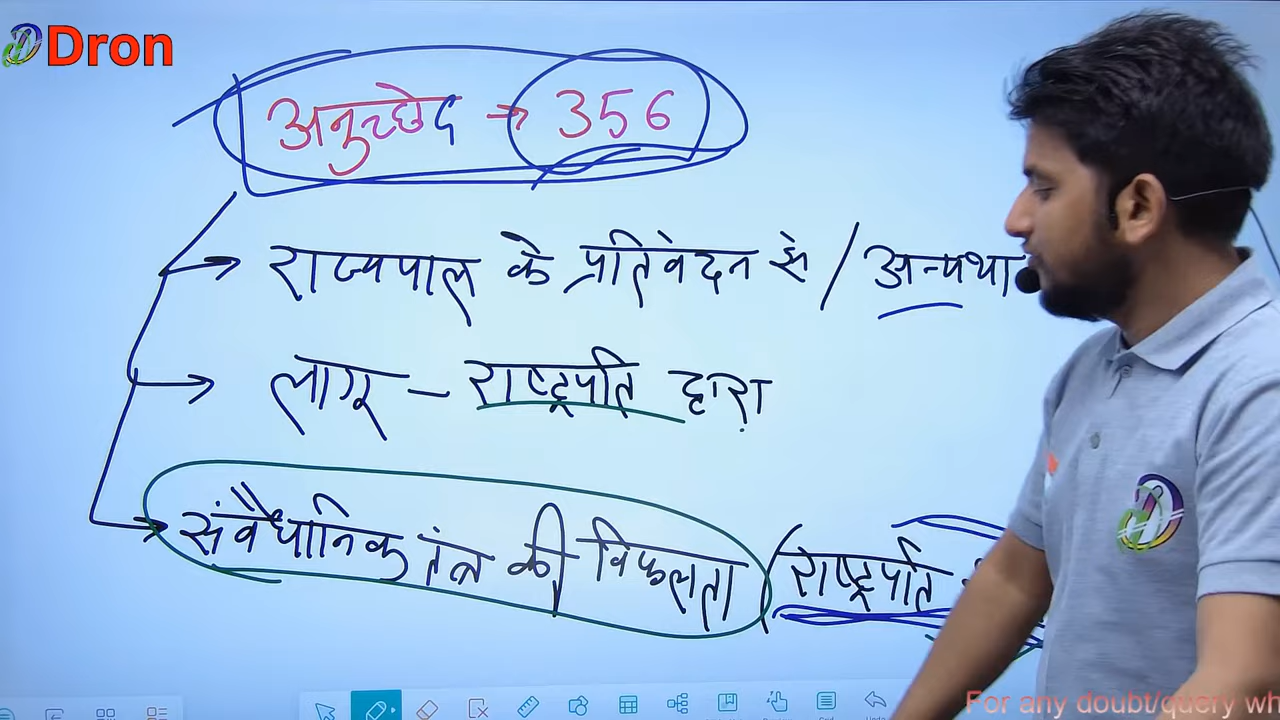 Dron
अनुच्छेद → 356
→ राज्यपाल के प्रतिवेदन से / अन्यथा
→ लागू - राष्ट्रपति द्वारा
→ संवैधानिक तंत्र की विफलता (राष्ट्रपति
For any doubt/query wh